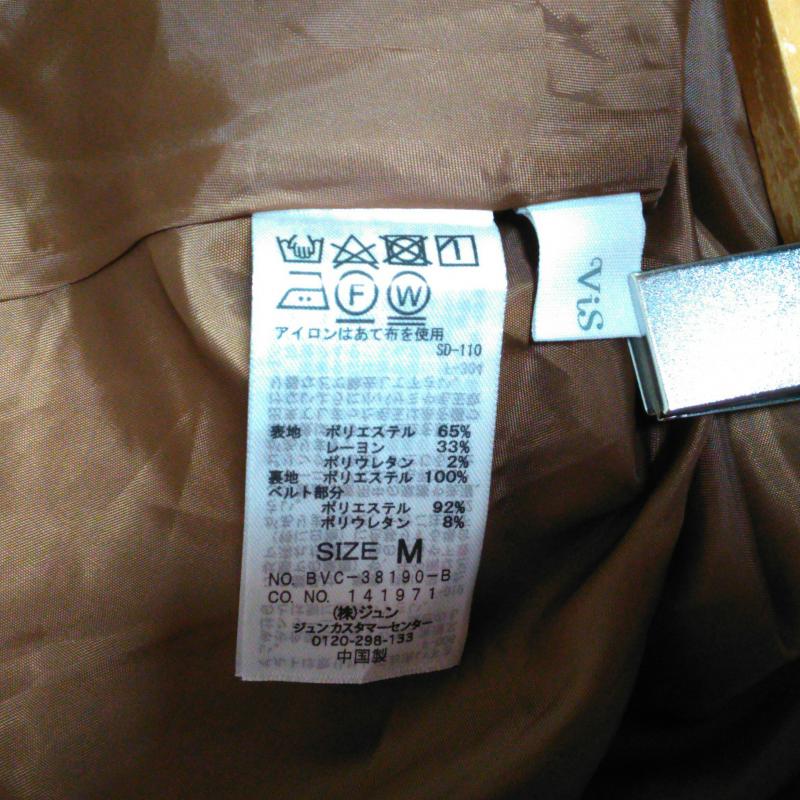 ViS
F
W
アイロンはあて布を使用
SD-110
F-304
表地 ポリエステル 65%
レーヨン 33%
ポリウレタン 2%
裏地 ポリエステル 100%
ベルト部分
ポリエステル 92%
ポリウレタン 8%
SIZE M
NO. BVC-38190-B
CO. NO. 141971
(株)ジュン
ジュンカスタマーセンター
0120-298-133
中国製